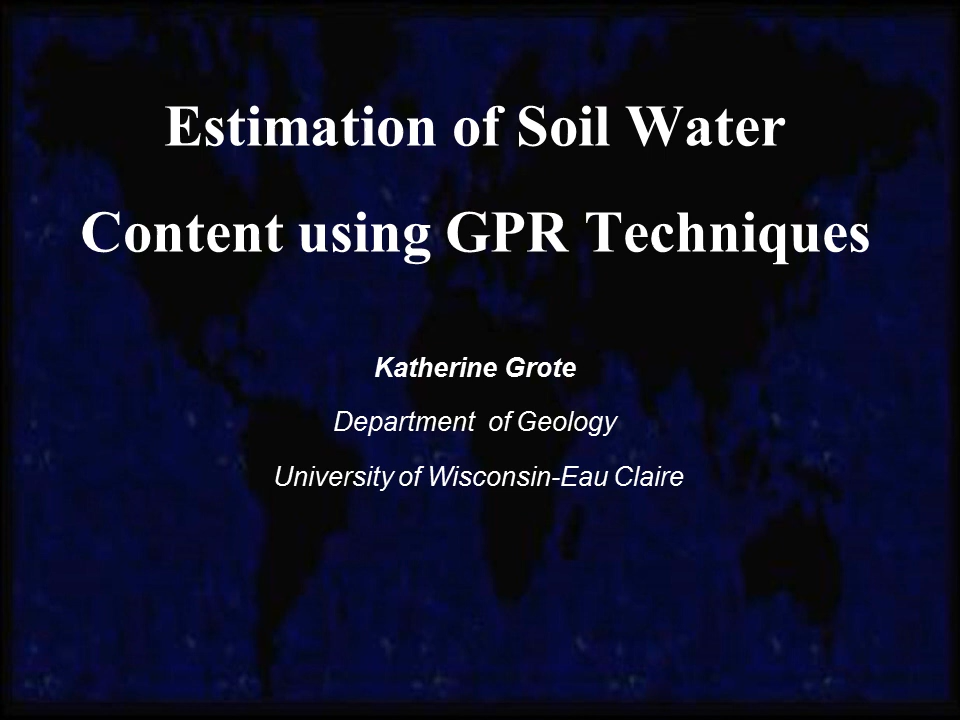 Estimation of Soil Water
Content using GPR Techniques
Katherine Grote
Department  of Geology
University of Wisconsin-Eau Claire